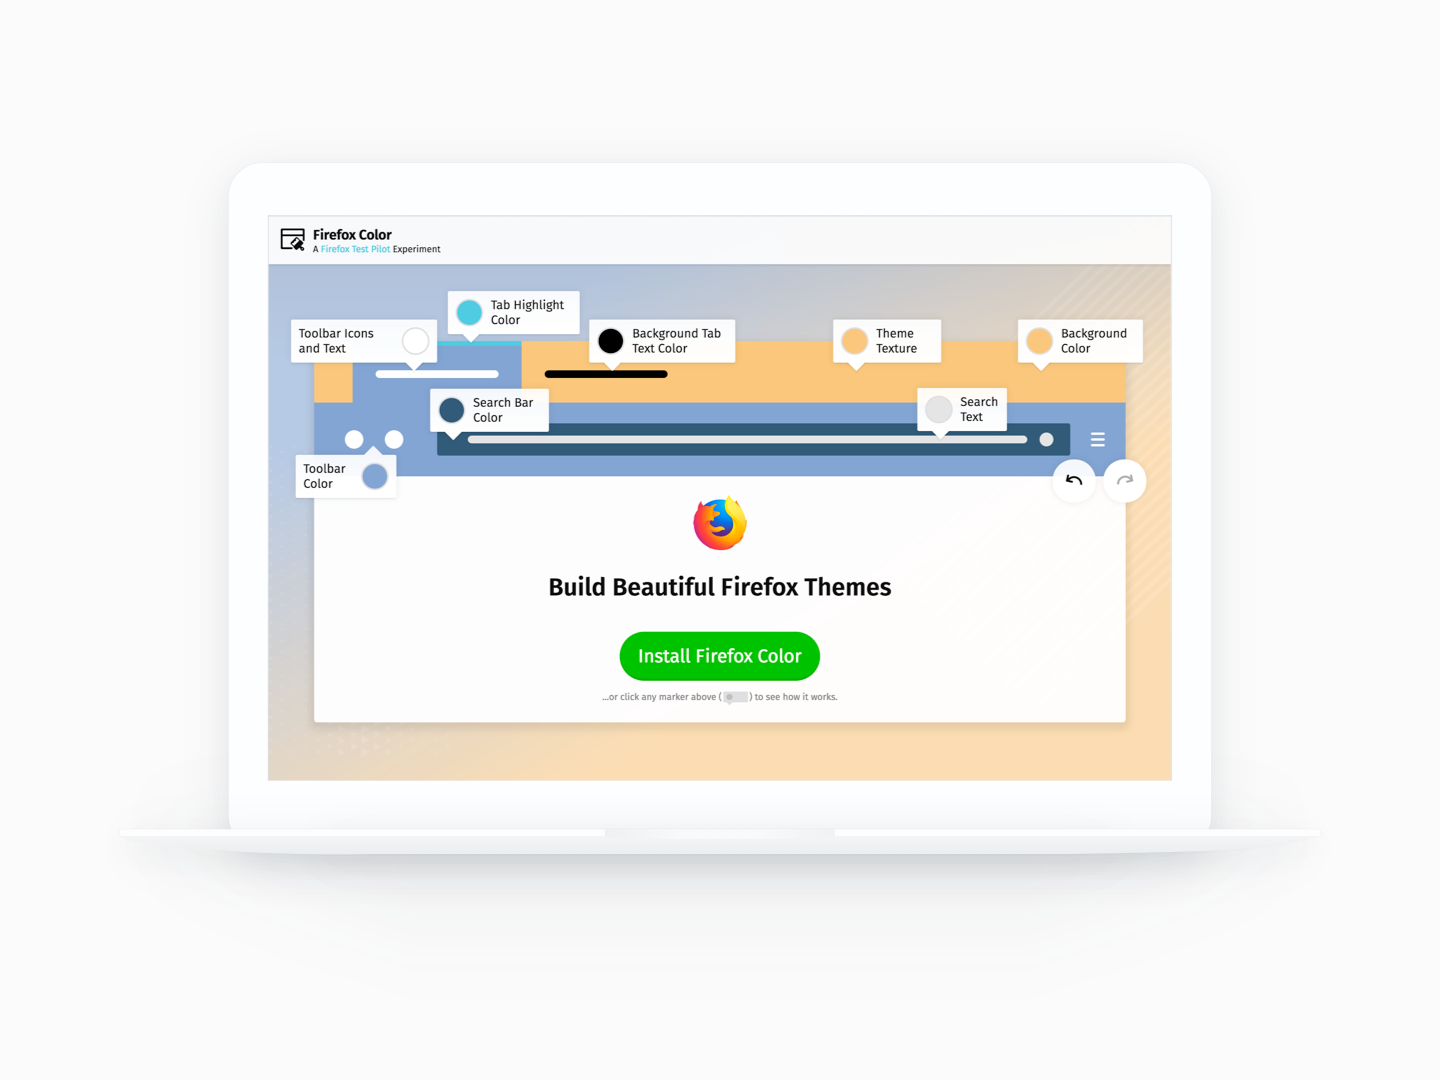 Firefox Color
A Firefox Test Pilot Experiment
Tab Highlight
Color
Toolbar Icons
and Text
Background Tab
Text Color
Theme
Texture
Background
Color
Search Bar
Color
Search
Text
Toolbar
Color
Build Beautiful Firefox Themes
Install Firefox Color
...or click any marker above ( ) to see how it works.